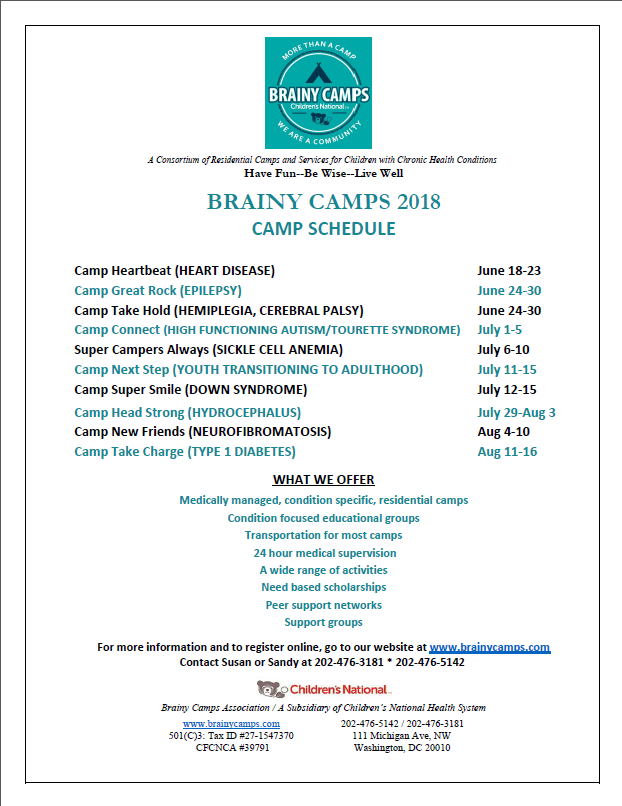 MORE THAN A CAMP
BRAINY CAMPS
Children's National
WE ARE A COMMUNITY
A Consortium of Residential Camps and Services for Children with Chronic Health Conditions
Have Fun--Be Wise--Live Well
BRAINY CAMPS 2018
CAMP SCHEDULE
Camp Heartbeat (HEART DISEASE) June 18-23
Camp Great Rock (EPILEPSY) June 24-30
Camp Take Hold (HEMIPLEGIA, CEREBRAL PALSY) June 24-30
Camp Connect (HIGH FUNCTIONING AUTISM/TOURETTE SYNDROME) July 1-5
Super Campers Always (SICKLE CELL ANEMIA) July 6-10
Camp Next Step (YOUTH TRANSITIONING TO ADULTHOOD) July 11-15
Camp Super Smile (DOWN SYNDROME) July 12-15
Camp Head Strong (HYDROCEPHALUS) July 29-Aug 3
Camp New Friends (NEUROFIBROMATOSIS) Aug 4-10
Camp Take Charge (TYPE 1 DIABETES) Aug 11-16
WHAT WE OFFER
Medically managed, condition specific, residential camps
Condition focused educational groups
Transportation for most camps
24 hour medical supervision
A wide range of activities
Need based scholarships
Peer support networks
Support groups
For more information and to register online, go to our website at www.brainycamps.com
Contact Susan or Sandy at 202-476-3181 * 202-476-5142
Children's National
Brainy Camps Association / A Subsidiary of Children's National Health System
www.brainycamps.com 202-476-5142 / 202-476-3181
501(C)3: Tax ID #27-1547370 111 Michigan Ave, NW
CFCNCA #39791 Washington, DC 20010